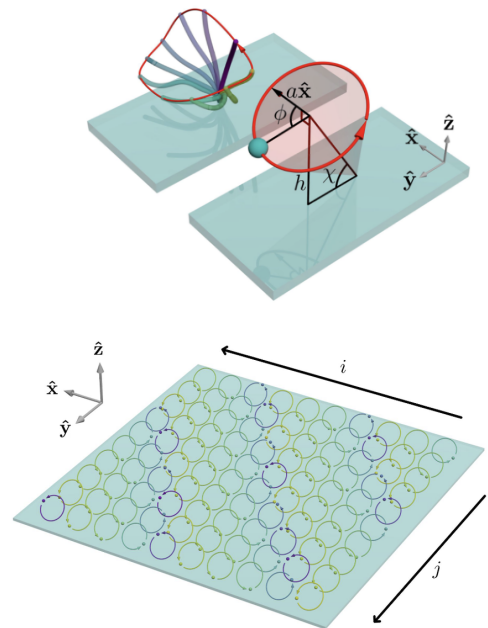 ax̂
ϕ
h
χ
ẑ
x̂
ŷ
ẑ
x̂
ŷ
i
j